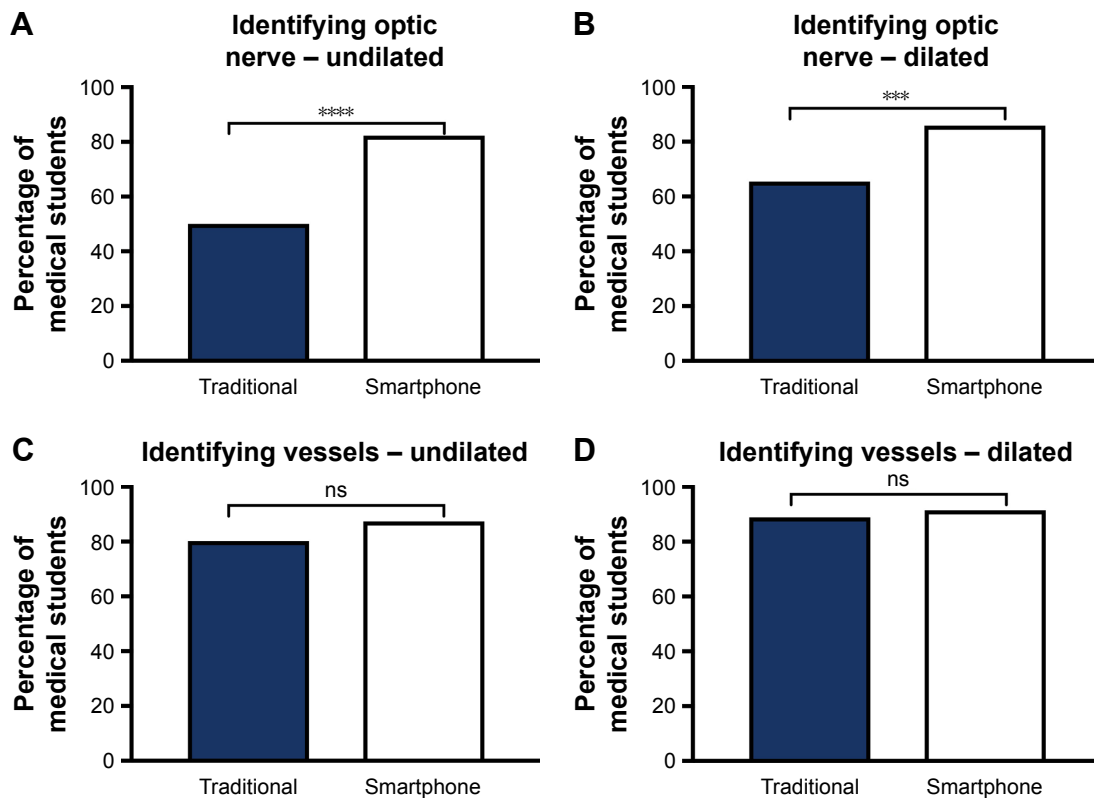 A
Identifying optic
nerve – undilated
Percentage of
medical students
100
80
60
40
20
0
****
Traditional Smartphone
B
Identifying optic
nerve – dilated
Percentage of
medical students
100
80
60
40
20
0
***
Traditional Smartphone
C
Identifying vessels – undilated
Percentage of
medical students
100
80
60
40
20
0
ns
Traditional Smartphone
D
Identifying vessels – dilated
Percentage of
medical students
100
80
60
40
20
0
ns
Traditional Smartphone